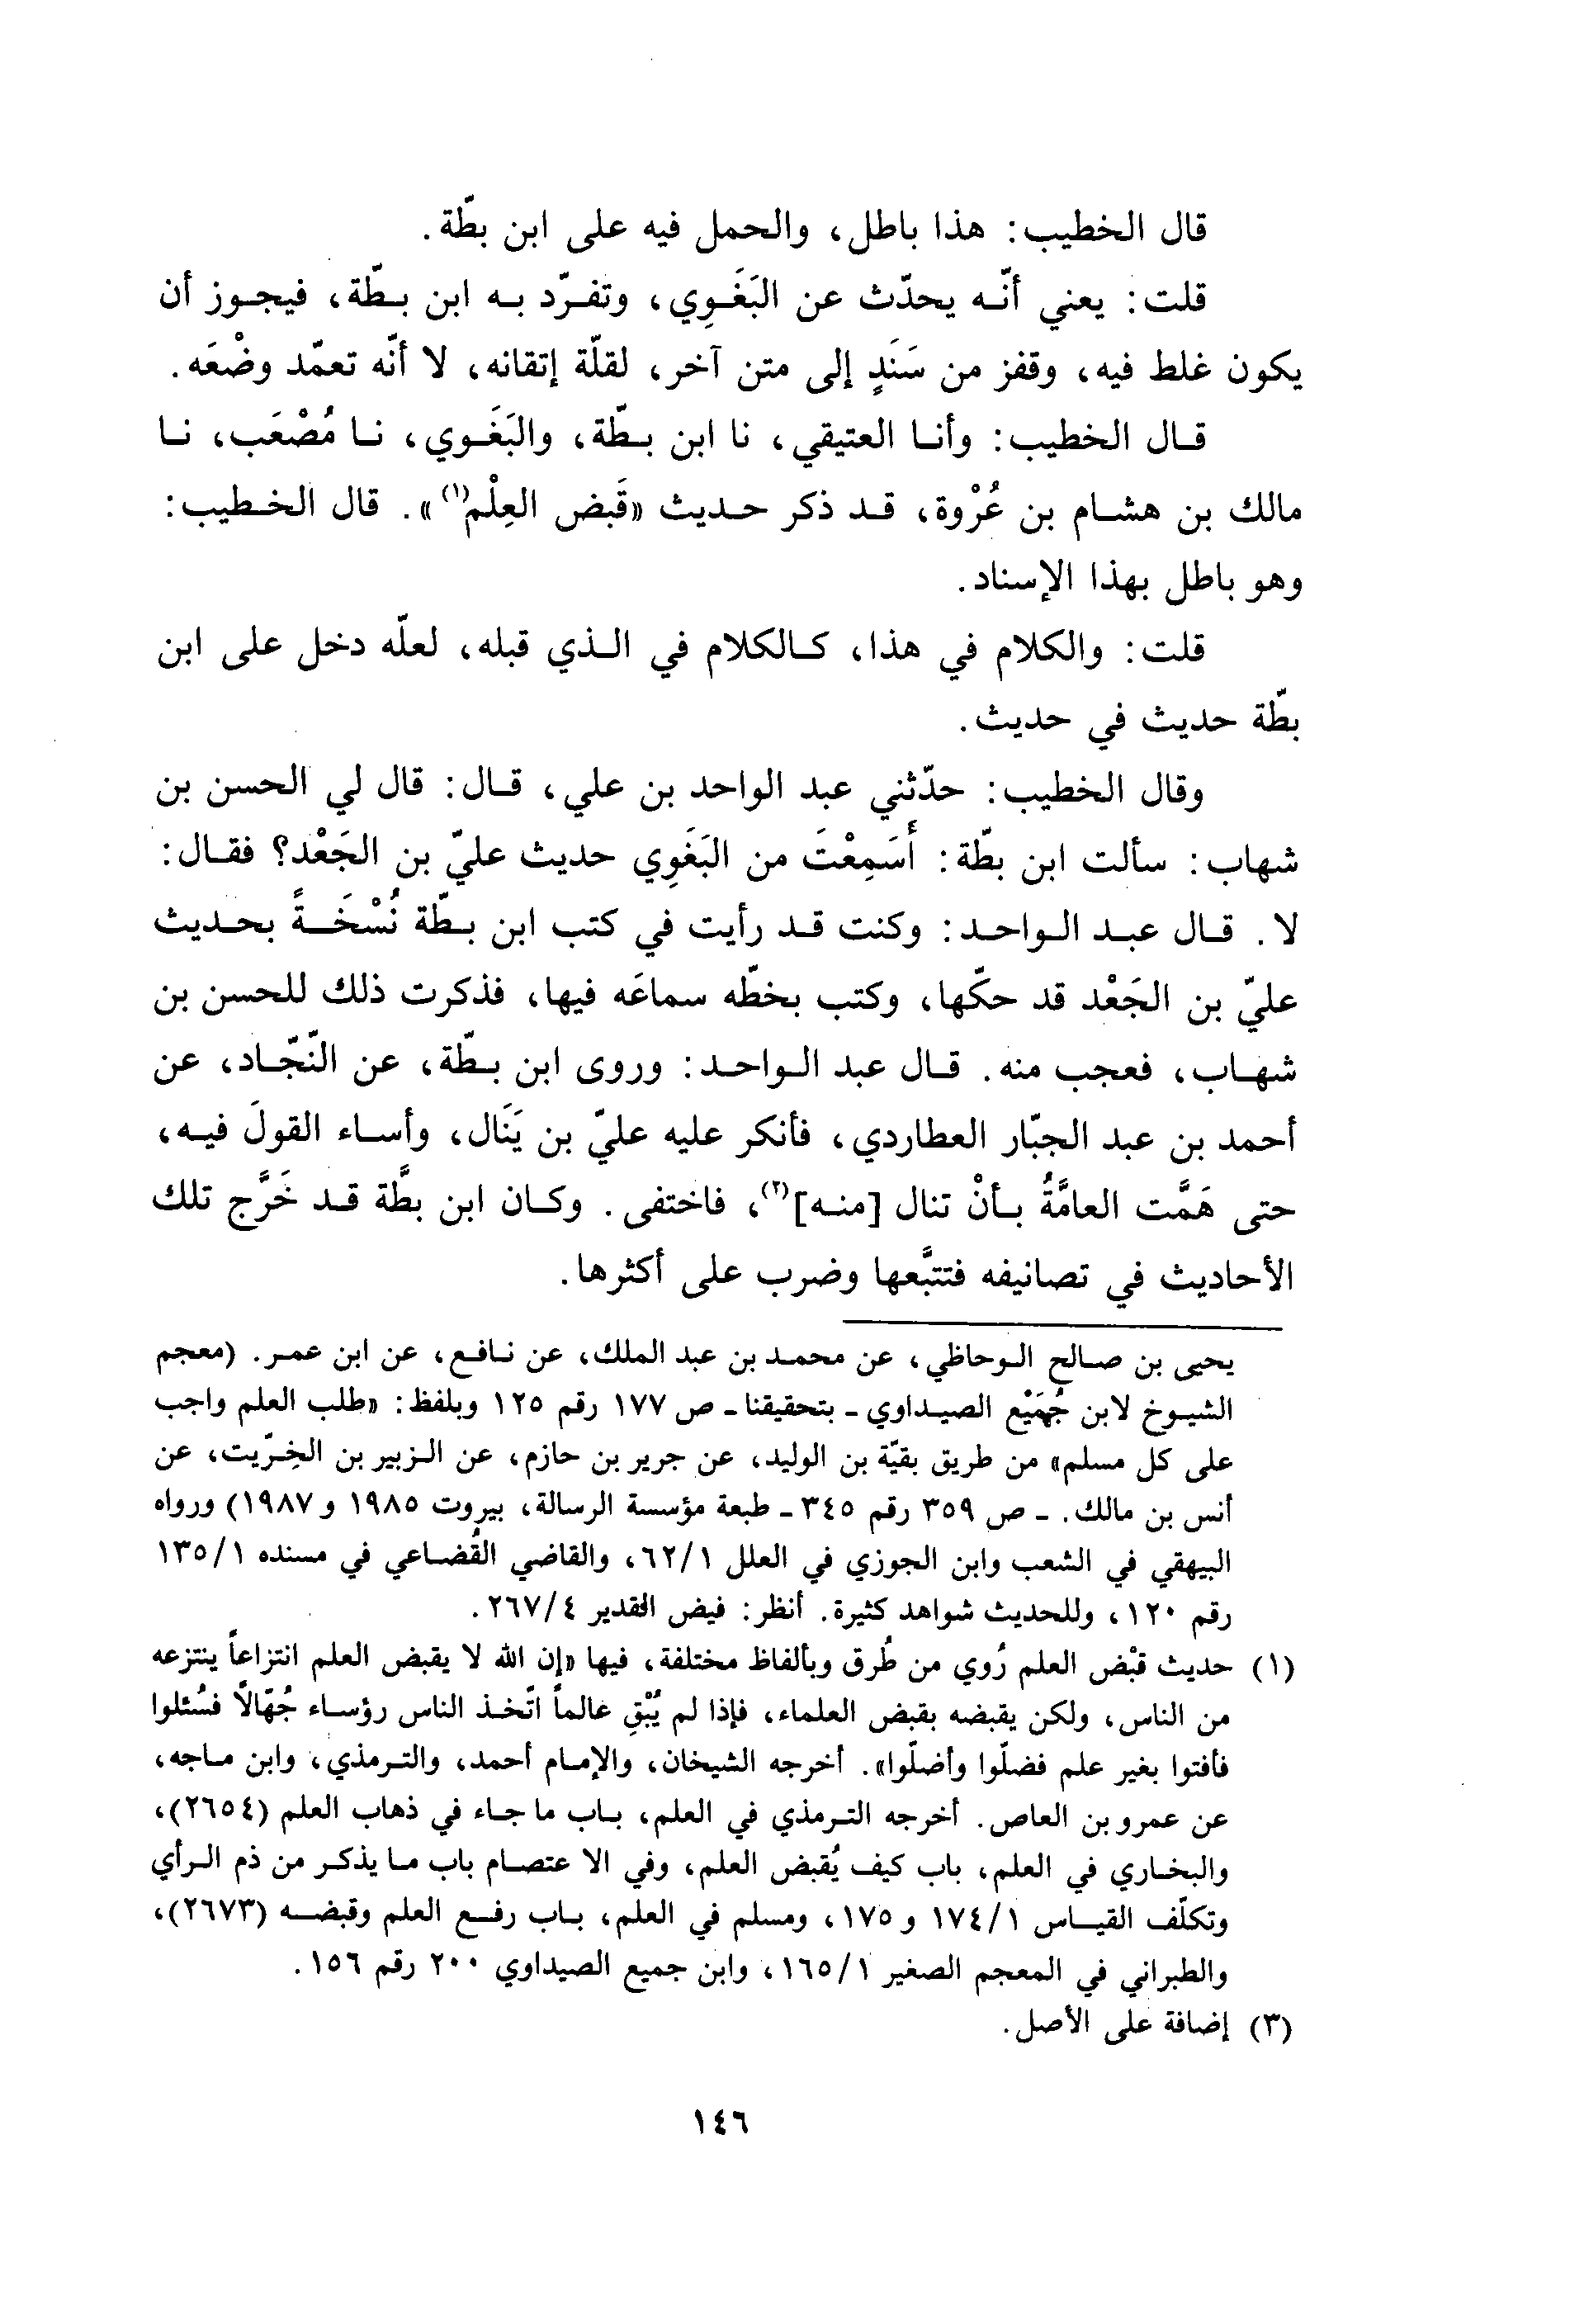 قال الخطيب: هذا باطل، والحمل فيه على ابن بطّة.
قلت: يعني أنّه يحدّث عن البَغَوِي، وتفرّد به ابن بطّة، فيجوز أن
يكون غلط فيه، وقفز من سَنَدٍ إلى متن آخر، لقلّة إتقانه، لا أنّه تعمّد وضْعَه.
قال الخطيب: وأنا العتيقي، نا ابن بطّة، والبَغَوي، نا مُصْعَب، نا
مالك بن هشام بن عُرْوة، قد ذكر حديث «قَبض العِلْم(١)». قال الخطيب:
وهو باطل بهذا الإسناد.
قلت: والكلام في هذا، كالكلام في الذي قبله، لعلّه دخل على ابن
بطّة حديث في حديث.
وقال الخطيب: حدّثني عبد الواحد بن علي، قال: قال لي الحسن بن
شهاب: سألت ابن بطّة: أَسَمِعْتَ من البَغَوِي حديث عليّ بن الجَعْد؟ فقال:
لا. قال عبد الواحد: وكنت قد رأيت في كتب ابن بطّة نُسْخَةً بحديث
عليّ بن الجَعْد قد حكّها، وكتب بخطّه سماعَه فيها، فذكرت ذلك للحسن بن
شهاب، فعجب منه. قال عبد الواحد: وروى ابن بطّة، عن النّجّاد، عن
أحمد بن عبد الجبّار العطاردي، فأنكر عليه عليّ بن يَنَال، وأساء القولَ فيه،
حتى هَمَّت العامَّةُ بأنْ تنال [منه](٢)، فاختفى. وكان ابن بطَّة قد خَرَّج تلك
الأحاديث في تصانيفه فتتبَّعها وضرب على أكثرها.
يحيى بن صالح الوحاظي، عن محمد بن عبد الملك، عن نافع، عن ابن عمر. (معجم
الشيوخ لابن جُمَيْع الصيداوي - بتحقيقنا - ص ١٧٧ رقم ١٢٥ وبلفظ: «طلب العلم واجب
على كل مسلم» من طريق بقيّة بن الوليد، عن جرير بن حازم، عن الزبير بن الخِرّيت، عن
أنس بن مالك. - ص ٣٥٩ رقم ٣٤٥ - طبعة مؤسسة الرسالة، بيروت ١٩٨٥ و ١٩٨٧) ورواه
البيهقي في الشعب وابن الجوزي في العلل ٦٢/١، والقاضي القُضاعي في مسنده ١٣٥/١
رقم ١٢٠، وللحديث شواهد كثيرة. أنظر: فيض القدير ٢٦٧/٤.
(١) حديث قبْض العلم رُوي من طُرق وبألفاظ مختلفة، فيها «إن الله لا يقبض العلم انتزاعاً ينتزعه
من الناس، ولكن يقبضه بقبض العلماء، فإذا لم يُبْقِ عالماً اتّخذ الناس رؤساء جُهّالًا فسُئلوا
فأفتوا بغير علم فضلّوا وأضلّوا». أخرجه الشيخان، والإمام أحمد، والترمذي، وابن ماجه،
عن عمرو بن العاص. أخرجه الترمذي في العلم، باب ما جاء في ذهاب العلم (٢٦٥٤)،
والبخاري في العلم، باب كيف يُقبض العلم، وفي الا عتصام باب ما يذكر من ذم الرأي
وتكلّف القياس ١٧٤/١ و ١٧٥، ومسلم في العلم، باب رفع العلم وقبضه (٢٦٧٣)،
والطبراني في المعجم الصغير ١٦٥/١، وابن جميع الصيداوي ٢٠٠ رقم ١٥٦.
(٣) إضافة على الأصل.
١٤٦